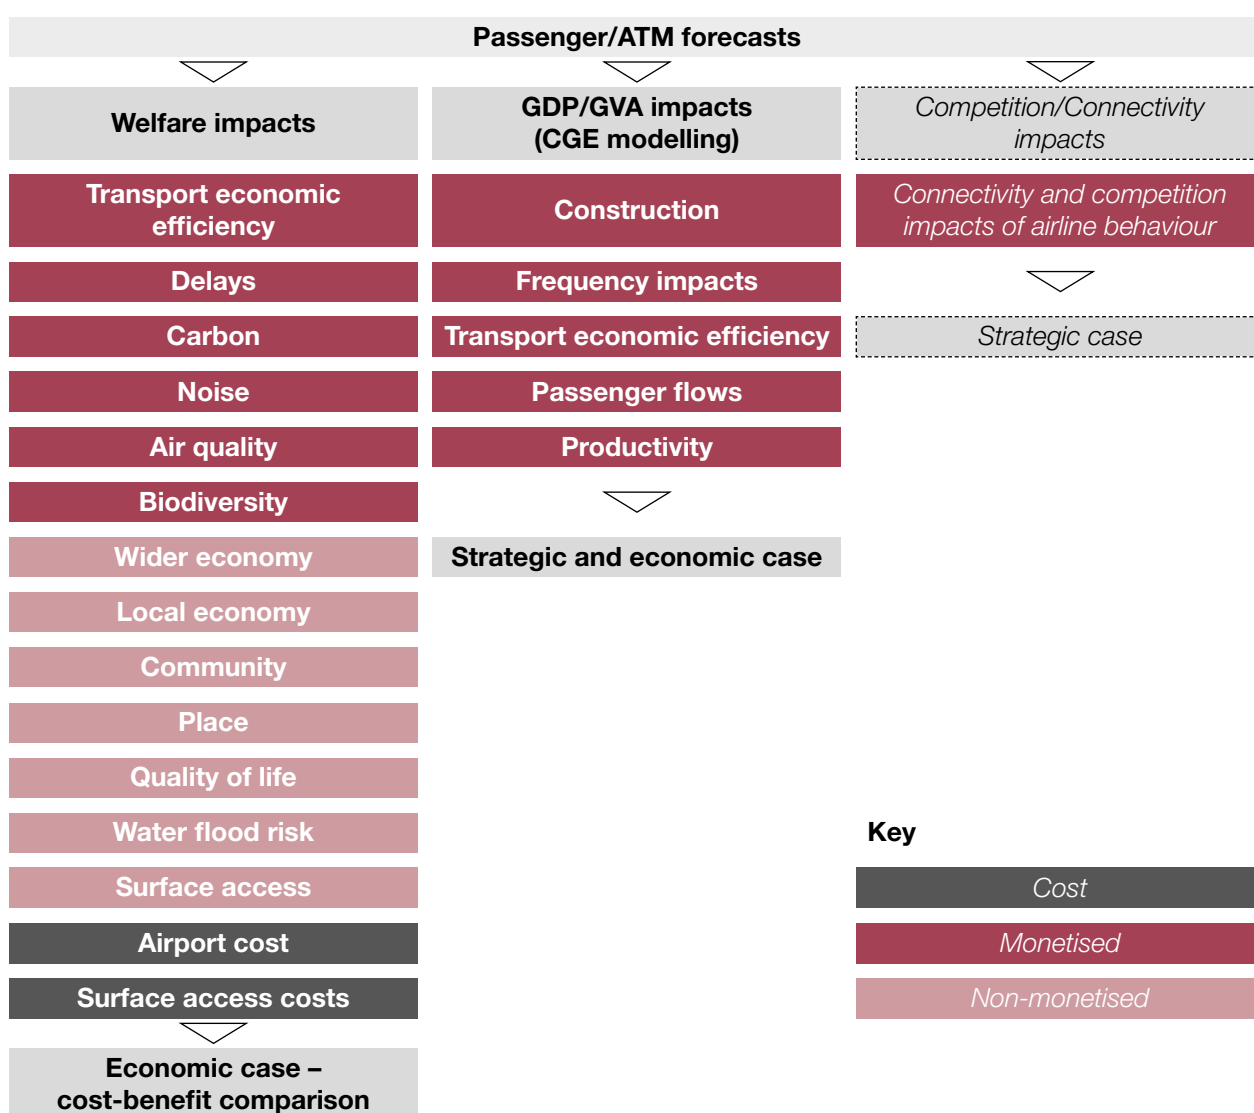 Passenger/ATM forecasts
Welfare impacts
Transport economic
efficiency
Delays
Carbon
Noise
Air quality
Biodiversity
Wider economy
Local economy
Community
Place
Quality of life
Water flood risk
Surface access
Airport cost
Surface access costs
Economic case –
cost-benefit comparison
GDP/GVA impacts
(CGE modelling)
Construction
Frequency impacts
Transport economic efficiency
Passenger flows
Productivity
Strategic and economic case
Competition/Connectivity
impacts
Connectivity and competition
impacts of airline behaviour
Strategic case
Key
Cost
Monetised
Non-monetised